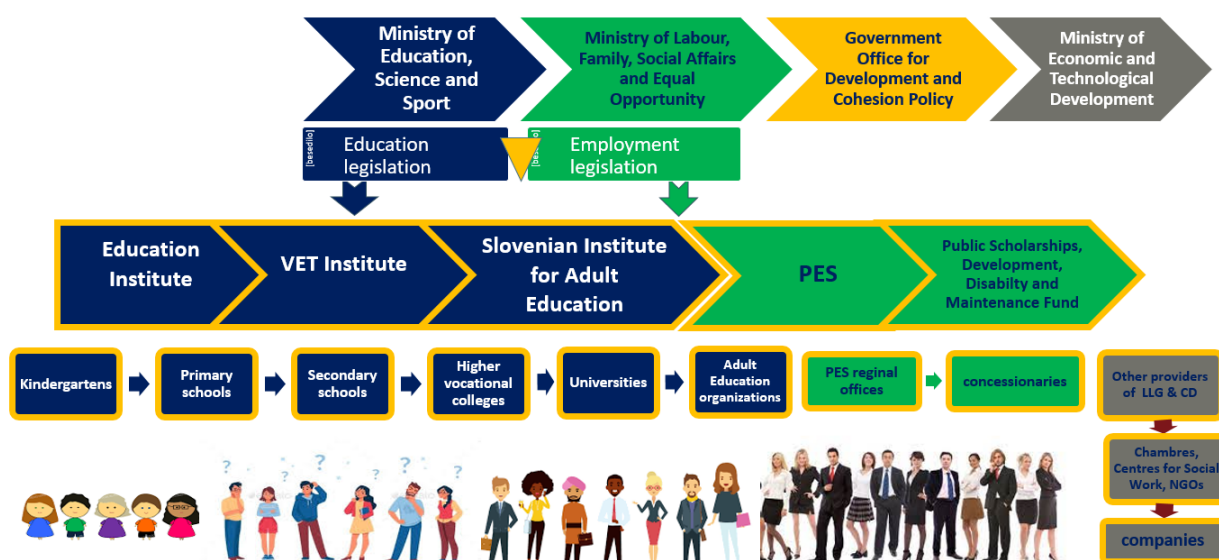 Ministry of
Education,
Science and
Sport
Ministry of Labour,
Family, Social Affairs
and Equal
Opportunity
Government
Office for
Development and
Cohesion Policy
Ministry of
Economic and
Technological
Development
[besedilo]
Education
legislation
Employment
legislation
Education
Institute
VET Institute
Slovenian Institute
for Adult
Education
PES
Public Scholarships,
Development,
Disabilty and
Maintenance Fund
Kindergartens
Primary
schools
Secondary
schools
Higher
vocational
colleges
Universities
Adult
Education
organizations
PES reginal
offices
concessionaries
Other providers
of LLG & CD
Chambres,
Centres for Social
Work, NGOs
companies
? ? ? ? ?